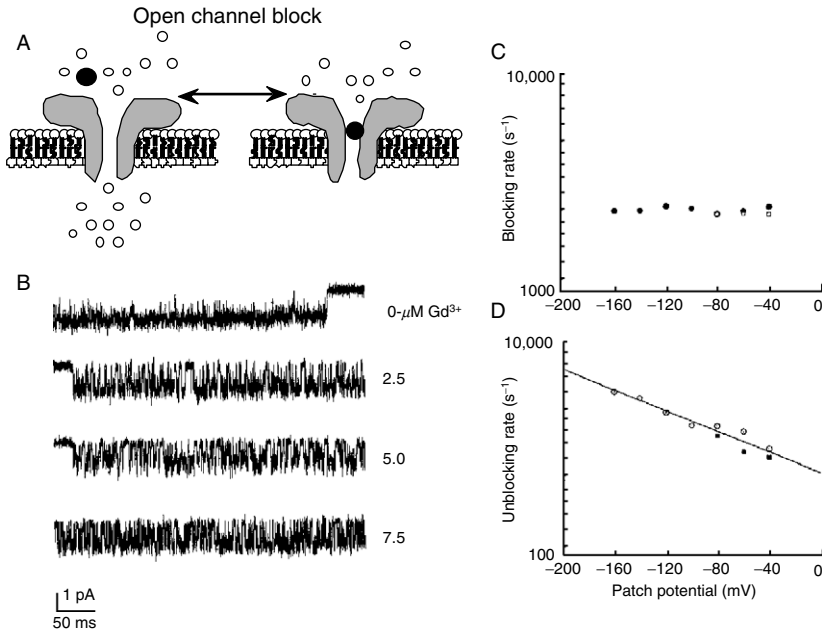 Open channel block
A
B
0-μM Gd³⁺
2.5
5.0
7.5
1 pA
50 ms
C
10,000
Blocking rate (s⁻¹)
1000
−200 −160 −120 −80 −40 0
D
10,000
Unblocking rate (s⁻¹)
100
−200 −160 −120 −80 −40 0
Patch potential (mV)